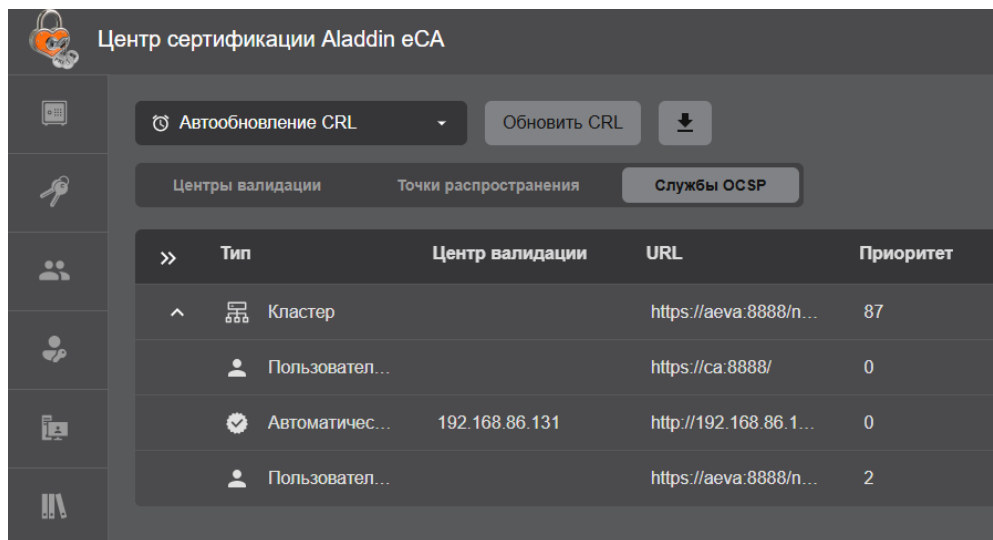 Центр сертификации Aladdin eCA
Автообновление CRL Обновить CRL
Центры валидации Точки распространения Службы OCSP
Тип Центр валидации URL Приоритет
Кластер https://aeva:8888/n... 87
Пользовател... https://ca:8888/ 0
Автоматичес... 192.168.86.131 http://192.168.86.1... 0
Пользовател... https://aeva:8888/n... 2